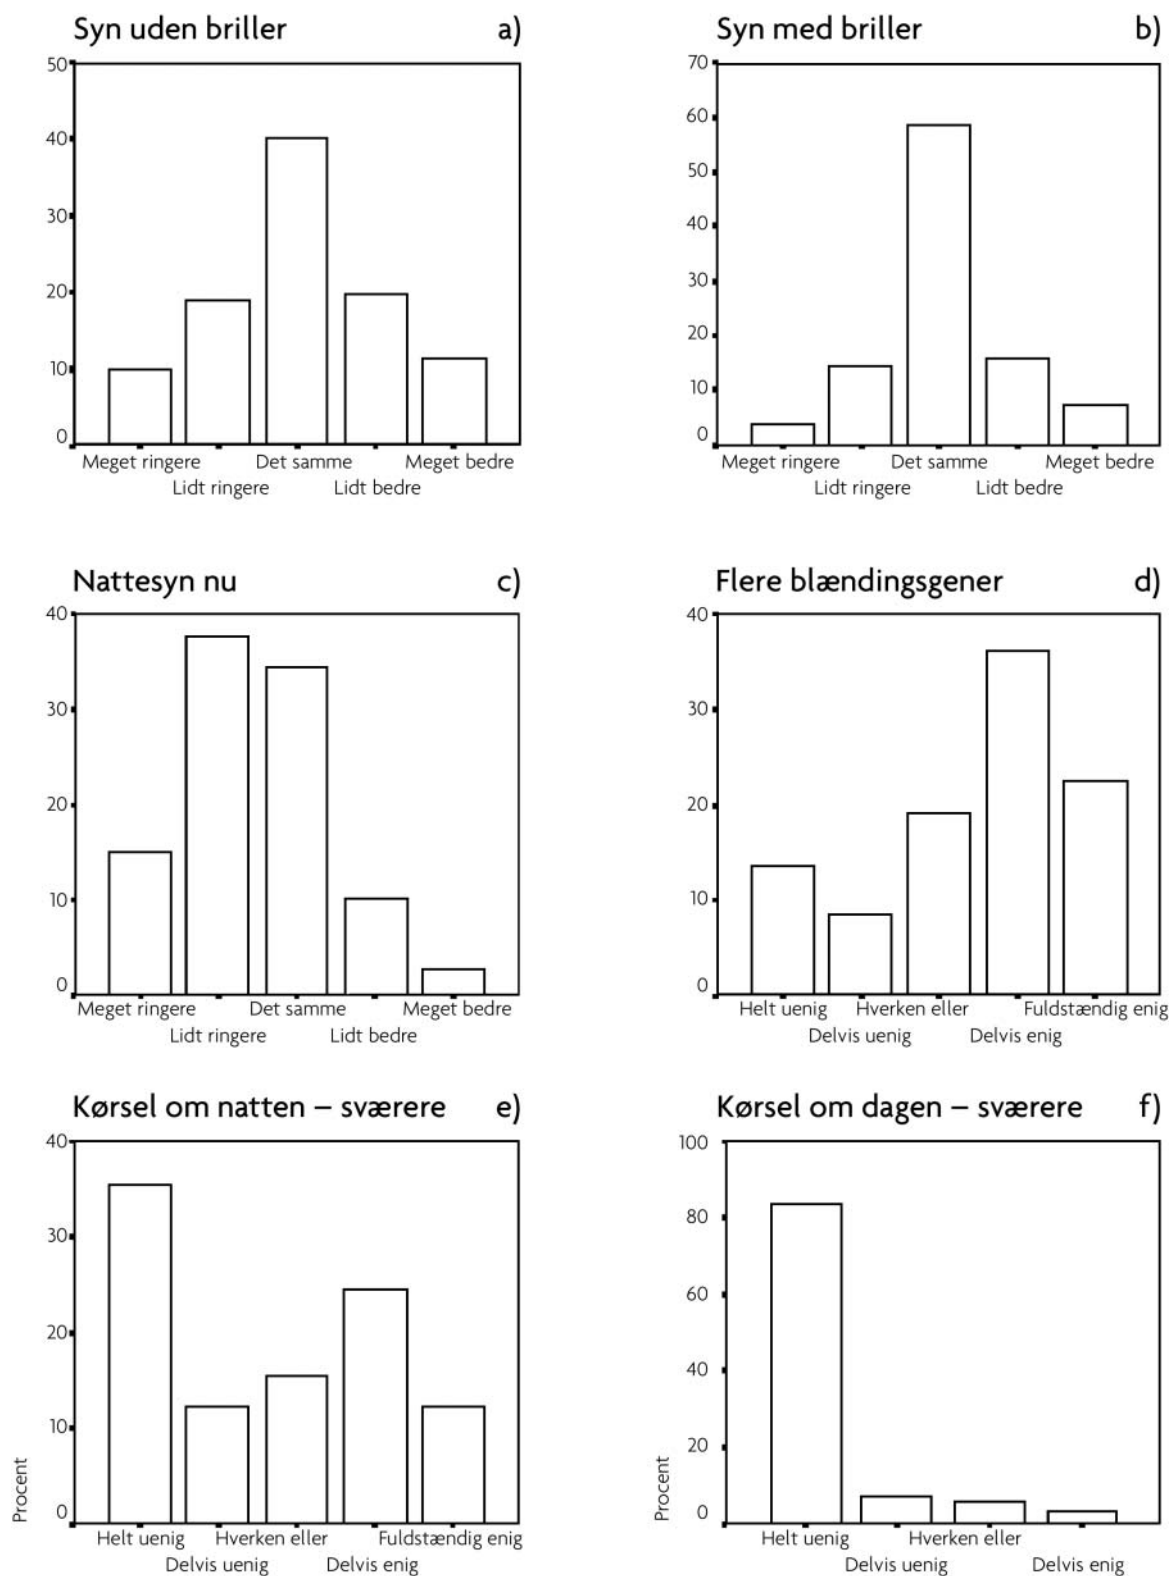 Syn uden briller a)
50
40
30
20
10
0
Meget ringere Det samme Meget bedre
Lidt ringere Lidt bedre
Syn med briller b)
70
60
50
40
30
20
10
0
Meget ringere Det samme Meget bedre
Lidt ringere Lidt bedre
Nattesyn nu c)
40
30
20
10
0
Meget ringere Det samme Meget bedre
Lidt ringere Lidt bedre
Flere blændingsgener d)
40
30
20
10
0
Helt uenig Hverken eller Fuldstændig enig
Delvis uenig Delvis enig
Kørsel om natten – sværere e)
40
30
20
10
0
Procent
Helt uenig Hverken eller Fuldstændig enig
Delvis uenig Delvis enig
Kørsel om dagen – sværere f)
100
80
60
40
20
0
Procent
Helt uenig Hverken eller
Delvis uenig Delvis enig